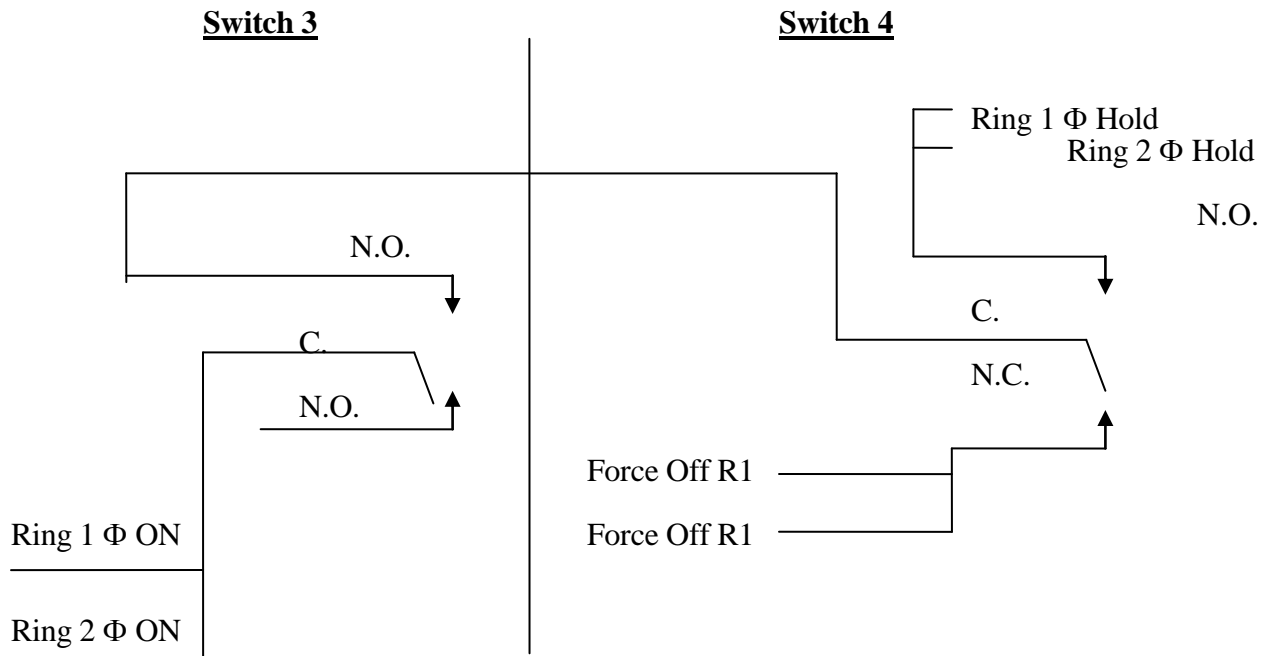 Switch 3
Switch 4
Ring 1 Φ Hold
Ring 2 Φ Hold
N.O.
N.O.
C.
C.
N.C.
N.O.
Force Off R1
Ring 1 Φ ON
Force Off R1
Ring 2 Φ ON